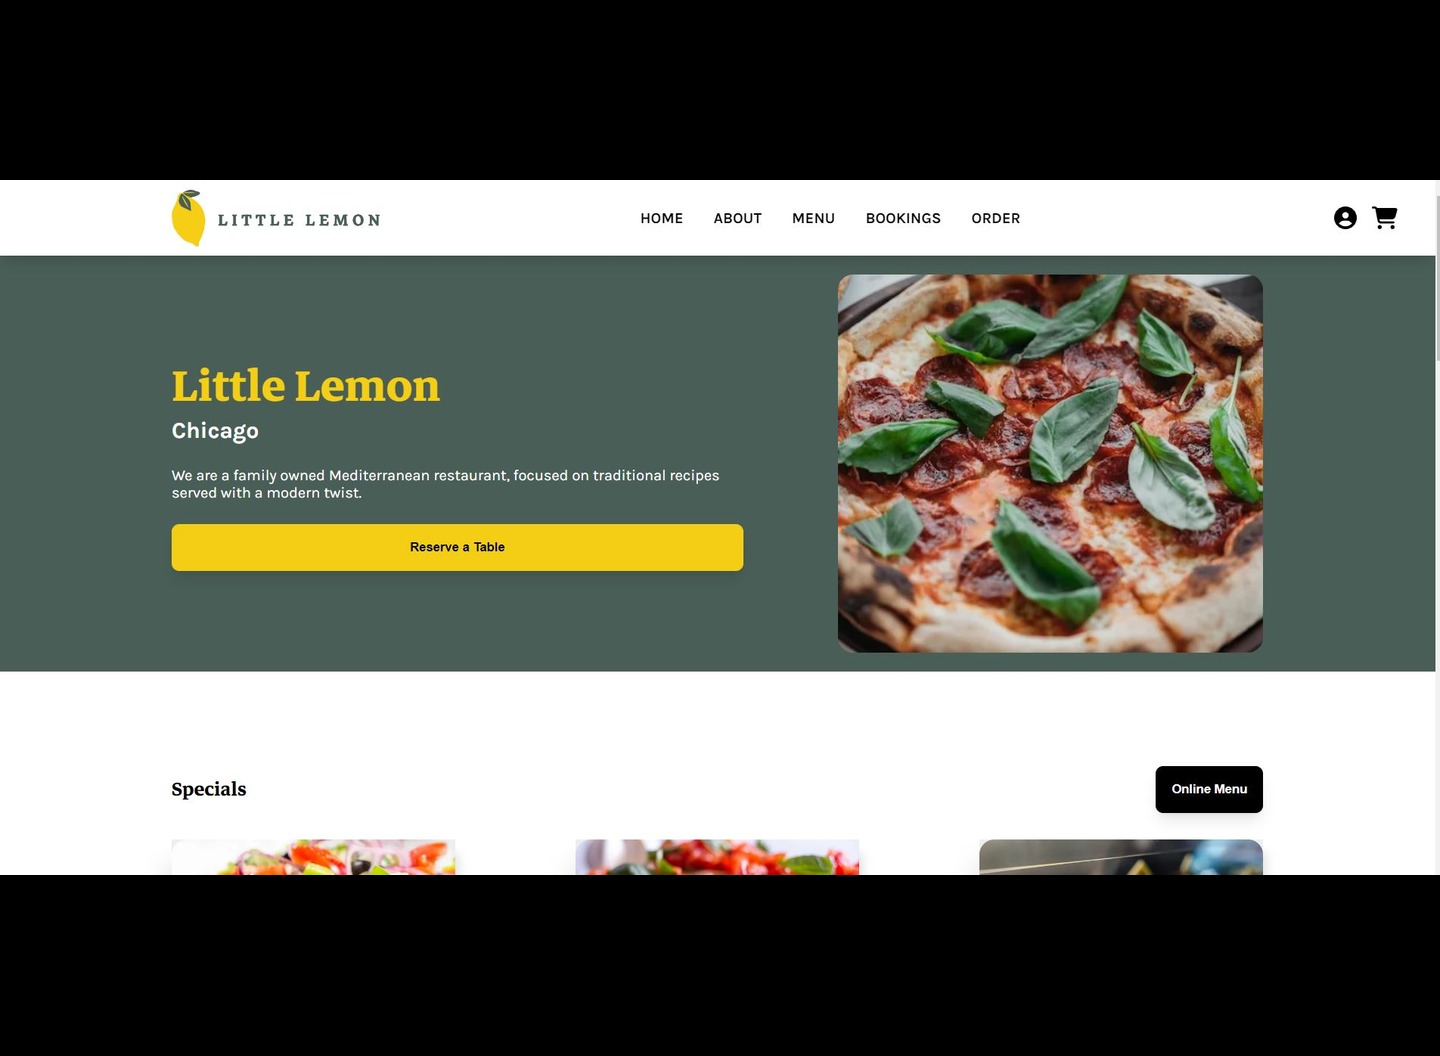 LITTLE LEMON
HOME ABOUT MENU BOOKINGS ORDER
Little Lemon
Chicago
We are a family owned Mediterranean restaurant, focused on traditional recipes
served with a modern twist.
Reserve a Table
Specials
Online Menu